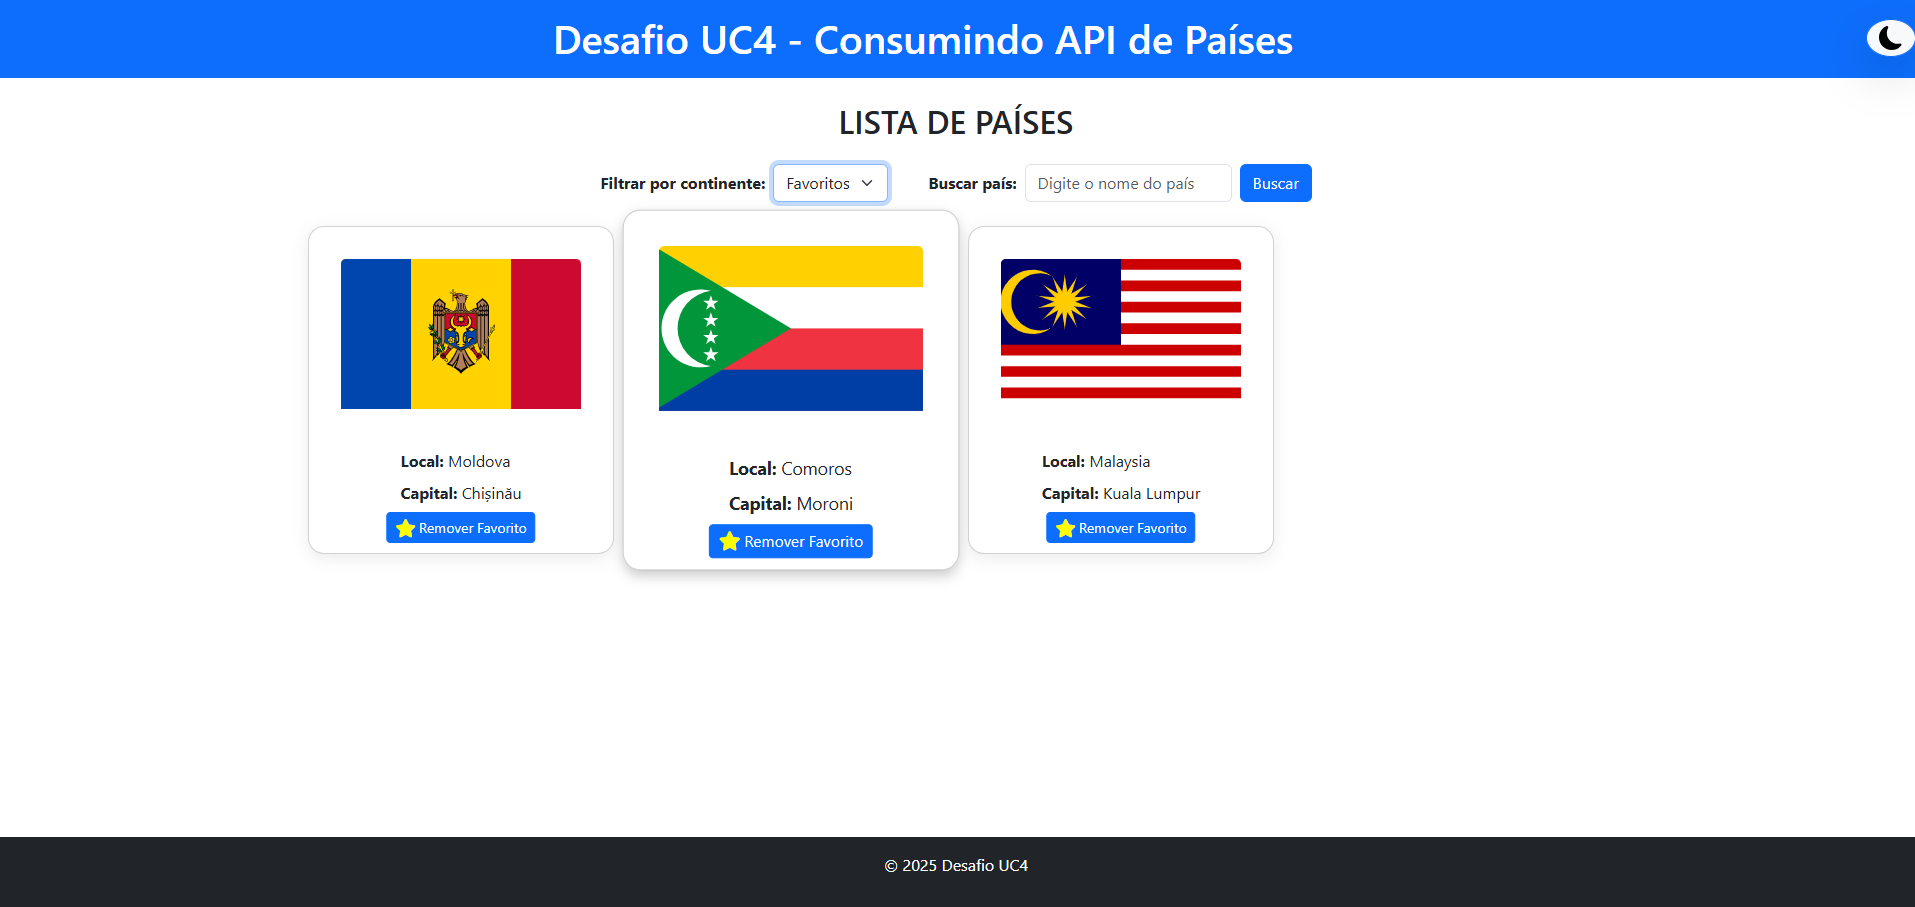 Desafio UC4 - Consumindo API de Países
LISTA DE PAÍSES
Filtrar por continente: Favoritos Buscar país: Digite o nome do país Buscar
Local: Moldova
Capital: Chișinău
Remover Favorito
Local: Comoros
Capital: Moroni
Remover Favorito
Local: Malaysia
Capital: Kuala Lumpur
Remover Favorito
© 2025 Desafio UC4